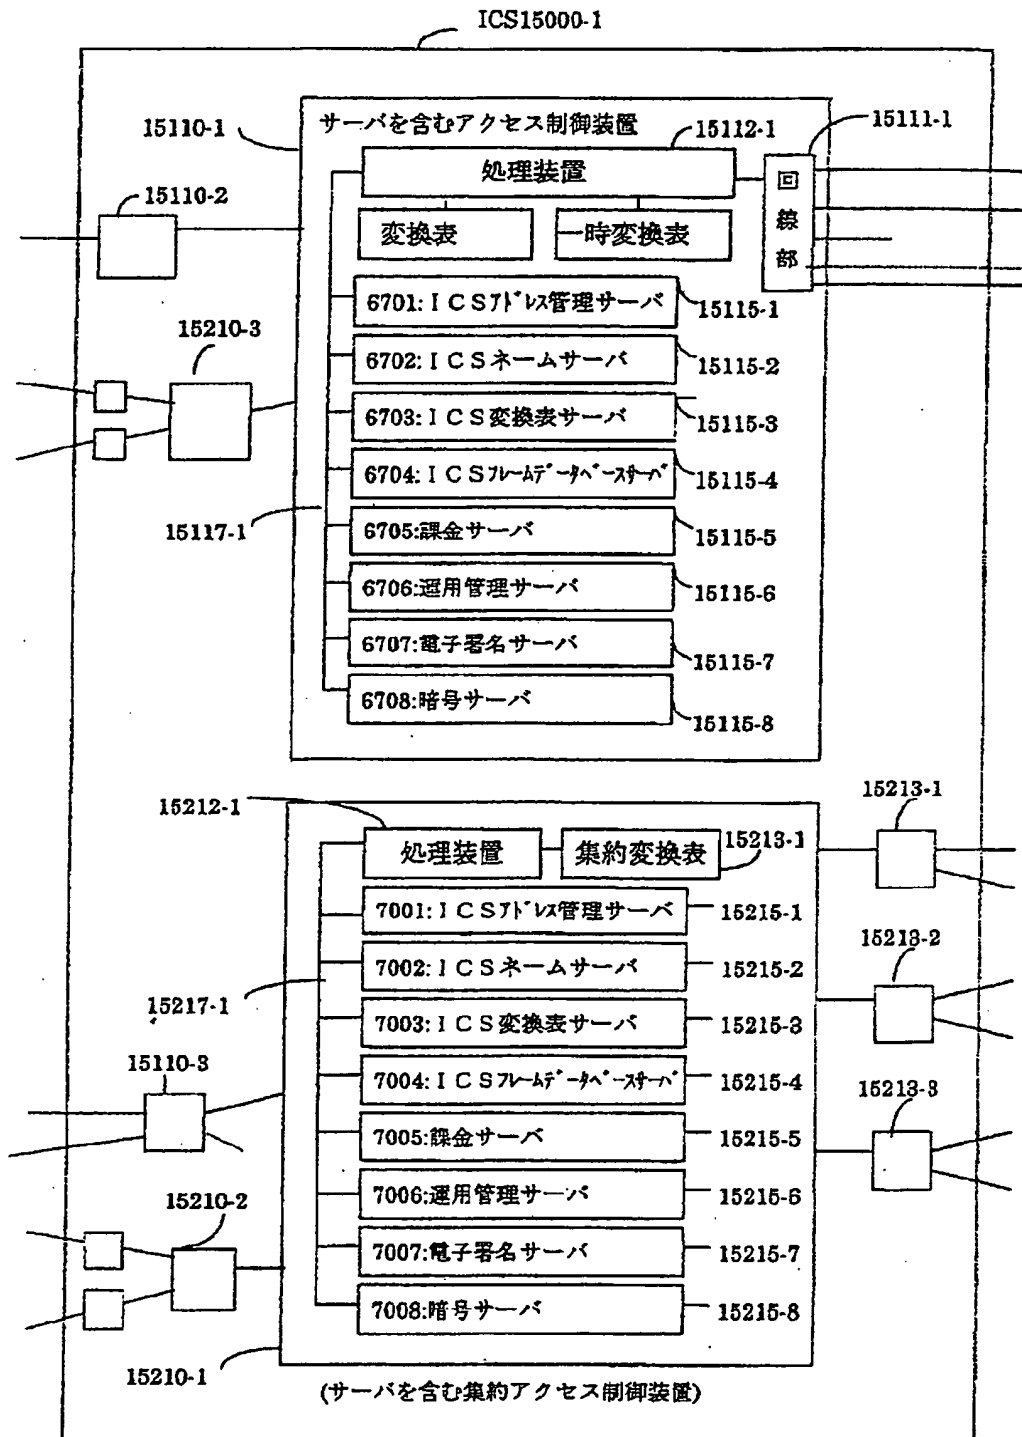 ICS15000-1
15110-1
サーバを含むアクセス制御装置
15112-1
15111-1
処理装置
回線部
15110-2
変換表
一時変換表
6701:ICSアドレス管理サーバ
15115-1
15210-3
6702:ICSネームサーバ
15115-2
6703:ICS変換表サーバ
15115-3
6704:ICSフレームデータベースサーバ
15115-4
15117-1
6705:課金サーバ
15115-5
6706:運用管理サーバ
15115-6
6707:電子署名サーバ
15115-7
6708:暗号サーバ
15115-8
15212-1
15213-1
処理装置
集約変換表
15213-1
7001:ICSアドレス管理サーバ
15215-1
7002:ICSネームサーバ
15215-2
15213-2
15217-1
7003:ICS変換表サーバ
15215-3
15110-3
7004:ICSフレームデータベースサーバ
15215-4
15213-3
7005:課金サーバ
15215-5
7006:運用管理サーバ
15215-6
15210-2
7007:電子署名サーバ
15215-7
7008:暗号サーバ
15215-8
15210-1
(サーバを含む集約アクセス制御装置)